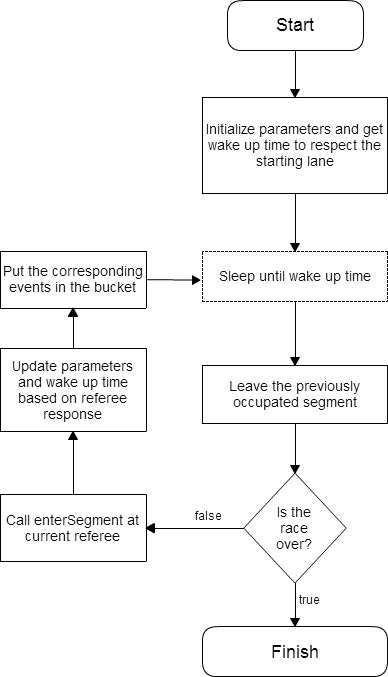 Start
Initialize parameters and get
wake up time to respect the
starting lane
Put the corresponding
events in the bucket
Sleep until wake up time
Update parameters
and wake up time
based on referee
response
Leave the previously
occupated segment
Call enterSegment at
current referee
false
Is the
race
over?
true
Finish